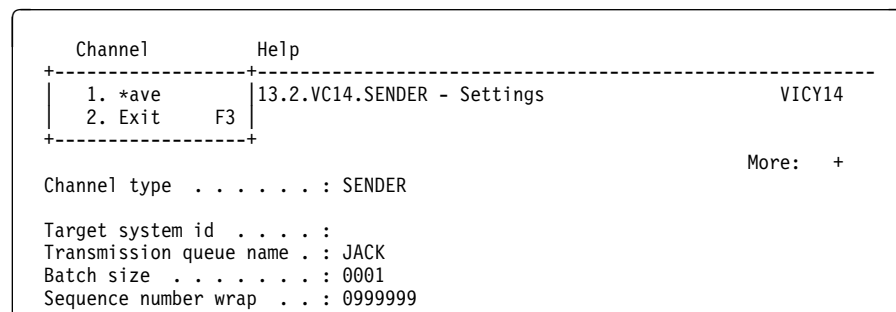 Channel Help
+------------------+----------------------------------------------------------
| 1. *ave |13.2.VC14.SENDER - Settings VICY14
| 2. Exit F3 |
+------------------+
More: +
Channel type . . . . . . : SENDER
Target system id . . . . :
Transmission queue name . : JACK
Batch size . . . . . . . : 0001
Sequence number wrap . . : 0999999